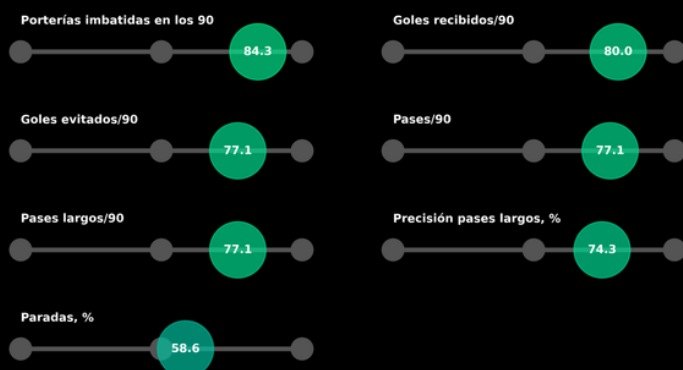 Porterías imbatidas en los 90
84.3
Goles recibidos/90
80.0
Goles evitados/90
77.1
Pases/90
77.1
Pases largos/90
77.1
Precisión pases largos, %
74.3
Paradas, %
58.6